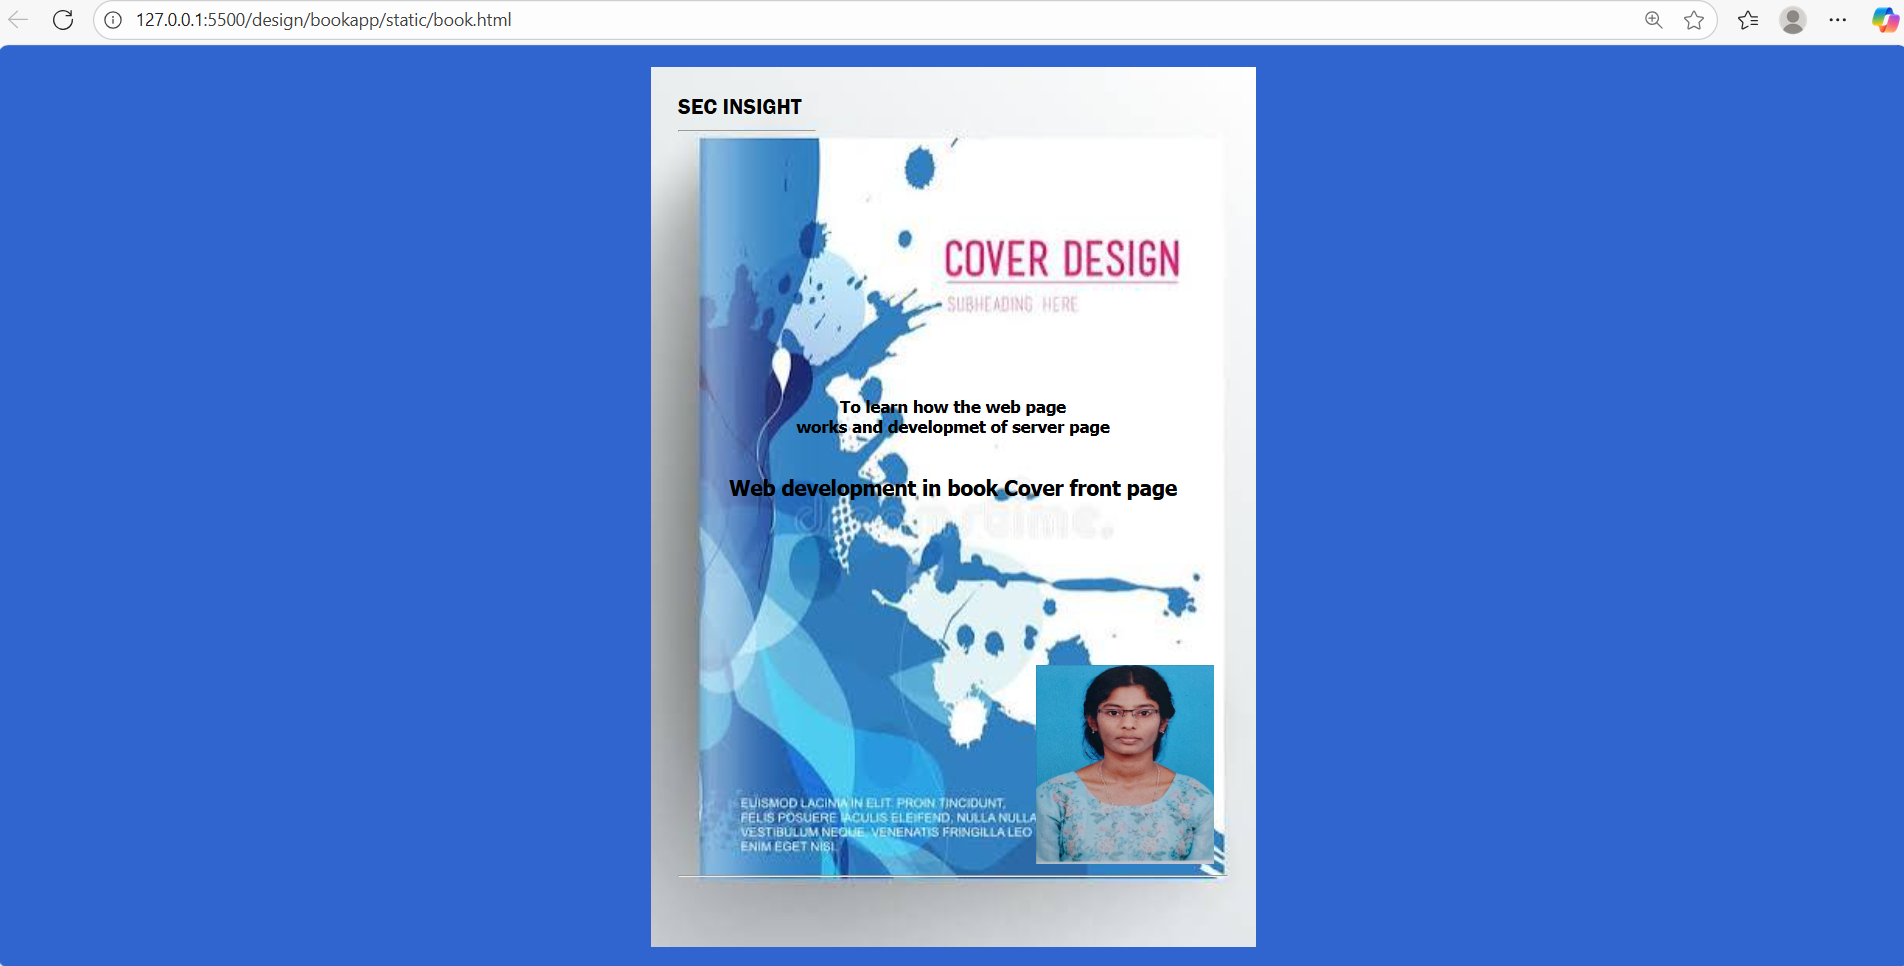 127.0.0.1:5500/design/bookapp/static/book.html
SEC INSIGHT
COVER DESIGN
SUBHEADING HERE
To learn how the web page
works and developmet of server page
Web development in book Cover front page
dreamstime.
EUISMOD LACINIA IN ELIT. PROIN TINCIDUNT,
FELIS POSUERE IACULIS ELEIFEND, NULLA NULLA
VESTIBULUM NEQUE, VENENATIS FRINGILLA LEO
ENIM EGET NISI.